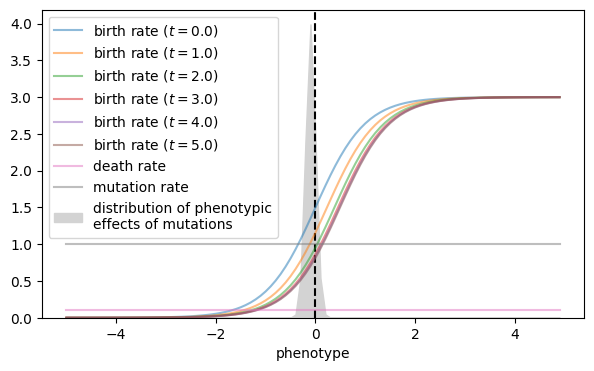 4.0
3.5
3.0
2.5
2.0
1.5
1.0
0.5
0.0
birth rate (t = 0.0)
birth rate (t = 1.0)
birth rate (t = 2.0)
birth rate (t = 3.0)
birth rate (t = 4.0)
birth rate (t = 5.0)
death rate
mutation rate
distribution of phenotypic
effects of mutations
−4 −2 0 2 4
phenotype